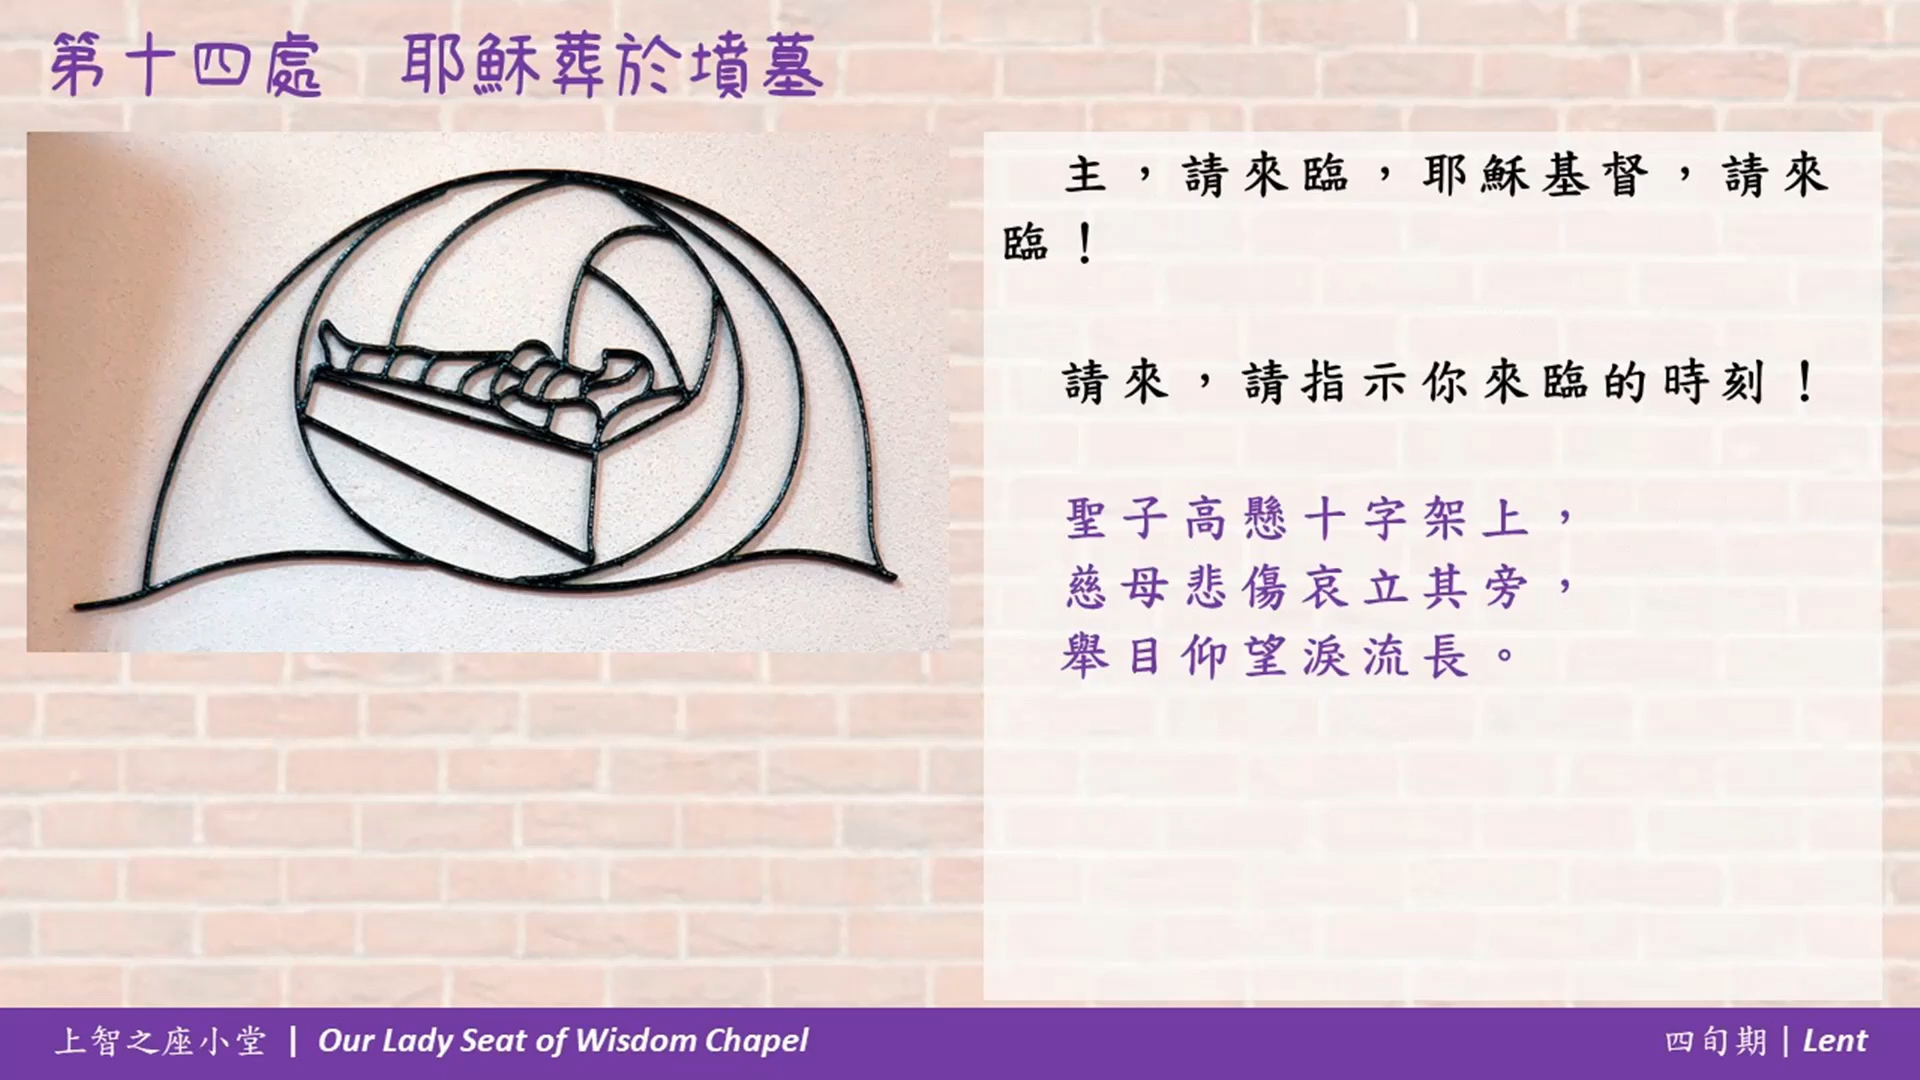 第十四處　耶穌葬於墳墓
主，請來臨，耶穌基督，請來
臨！
請來，請指示你來臨的時刻！
聖子高懸十字架上，
慈母悲傷哀立其旁，
舉目仰望淚流長。
上智之座小堂 | Our Lady Seat of Wisdom Chapel
四旬期 | Lent